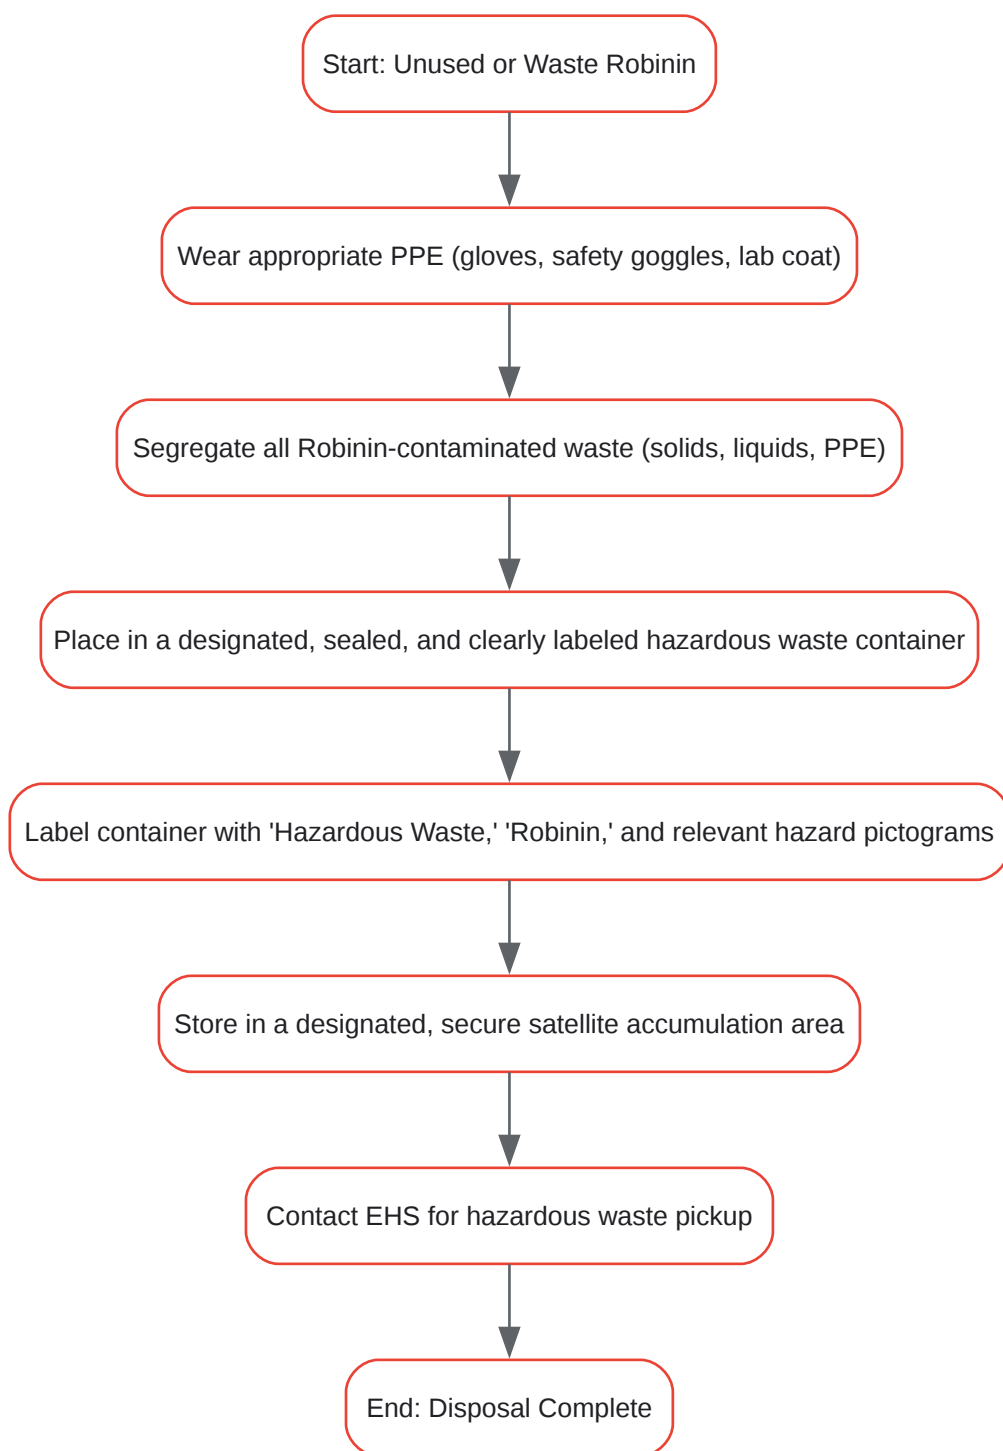 Start: Unused or Waste Robinin
Wear appropriate PPE (gloves, safety goggles, lab coat)
Segregate all Robinin-contaminated waste (solids, liquids, PPE)
Place in a designated, sealed, and clearly labeled hazardous waste container
Label container with 'Hazardous Waste,' 'Robinin,' and relevant hazard pictograms
Store in a designated, secure satellite accumulation area
Contact EHS for hazardous waste pickup
End: Disposal Complete